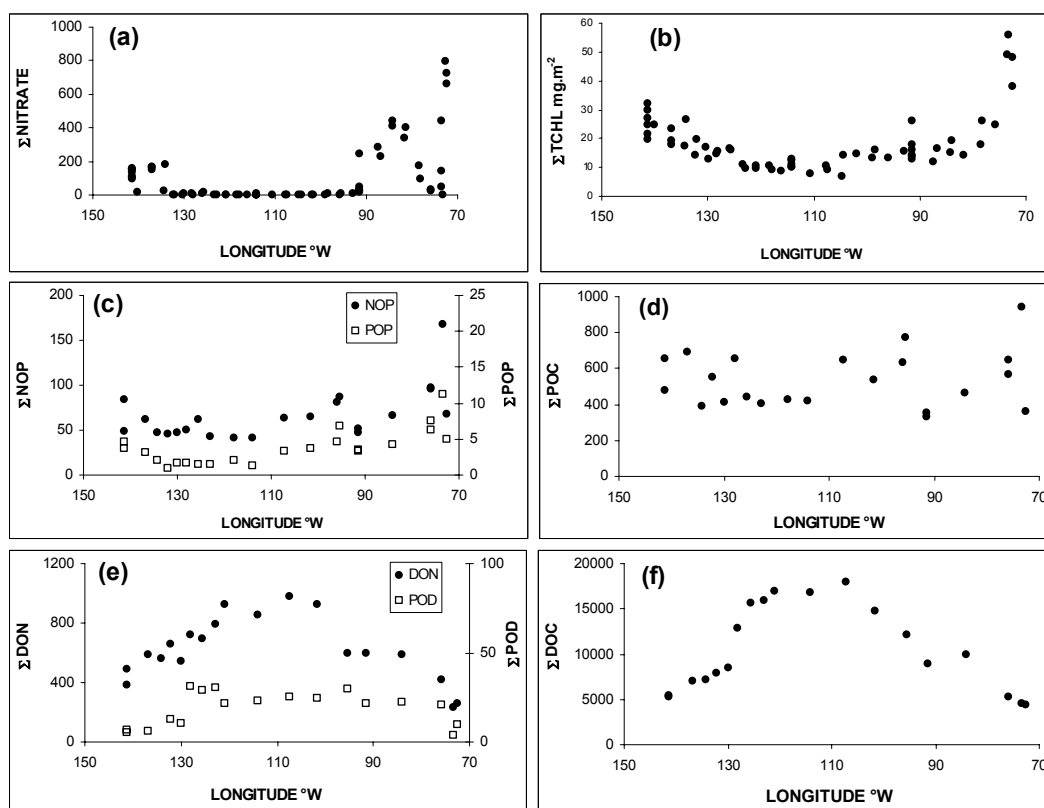 (a)
ΣNITRATE
1000
800
600
400
200
0
150 130 110 90 70
LONGITUDE °W
(b)
ΣTCHL mg.m-2
60
50
40
30
20
10
0
150 130 110 90 70
LONGITUDE °W
(c)
NOP
POP
ΣNOP
200
150
100
50
0
ΣPOP
25
20
15
10
5
0
150 130 110 90 70
LONGITUDE °W
(d)
ΣPOC
1000
800
600
400
200
0
150 130 110 90 70
LONGITUDE °W
(e)
DON
POD
ΣDON
1200
800
400
0
ΣPOD
100
50
0
150 130 110 90 70
LONGITUDE °W
(f)
ΣDOC
20000
15000
10000
5000
0
150 130 110 90 70
LONGITUDE °W